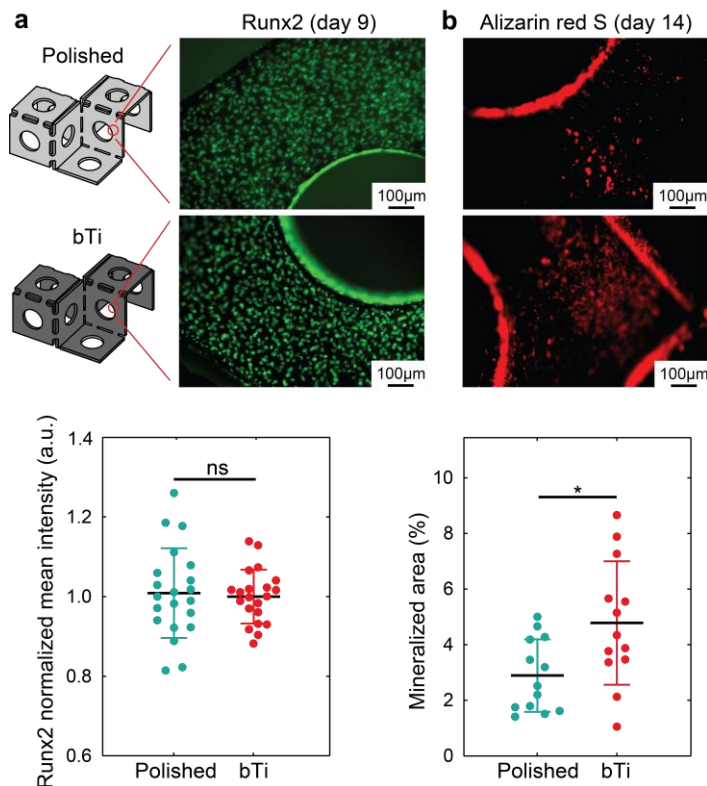 a
Runx2 (day 9)
b
Alizarin red S (day 14)
Polished
100µm
100µm
bTi
100µm
100µm
Runx2 normalized mean intensity (a.u.)
1.4
1.2
1.0
0.8
0.6
ns
Polished
bTi
Mineralized area (%)
10
8
6
4
2
0
*
Polished
bTi